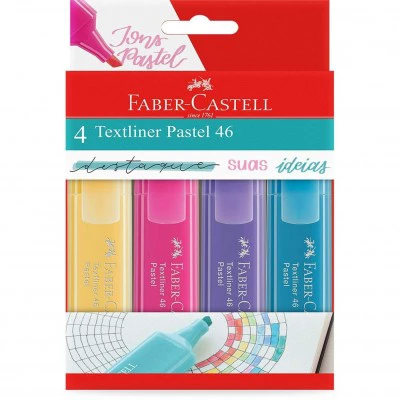 Tons
Pastel
FABER-CASTELL
since 1761
4 Textliner Pastel 46
destaque suas ideias
FABER-CASTELL
Textliner 46
Pastel
FABER-CASTELL
Textliner 46
Pastel
FABER-CASTELL
Textliner 46
Pastel
FABER-CASTELL
Textliner 46
Pastel